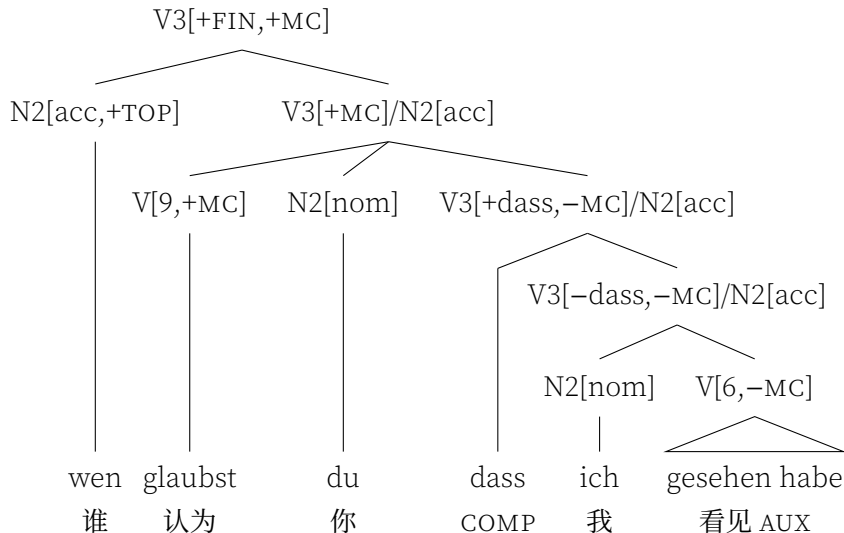 V3[+FIN,+MC]
N2[acc,+TOP] V3[+MC]/N2[acc]
V[9,+MC] N2[nom] V3[+dass,−MC]/N2[acc]
V3[−dass,−MC]/N2[acc]
N2[nom] V[6,−MC]
wen glaubst du dass ich gesehen habe
谁 认为 你 COMP 我 看见 AUX